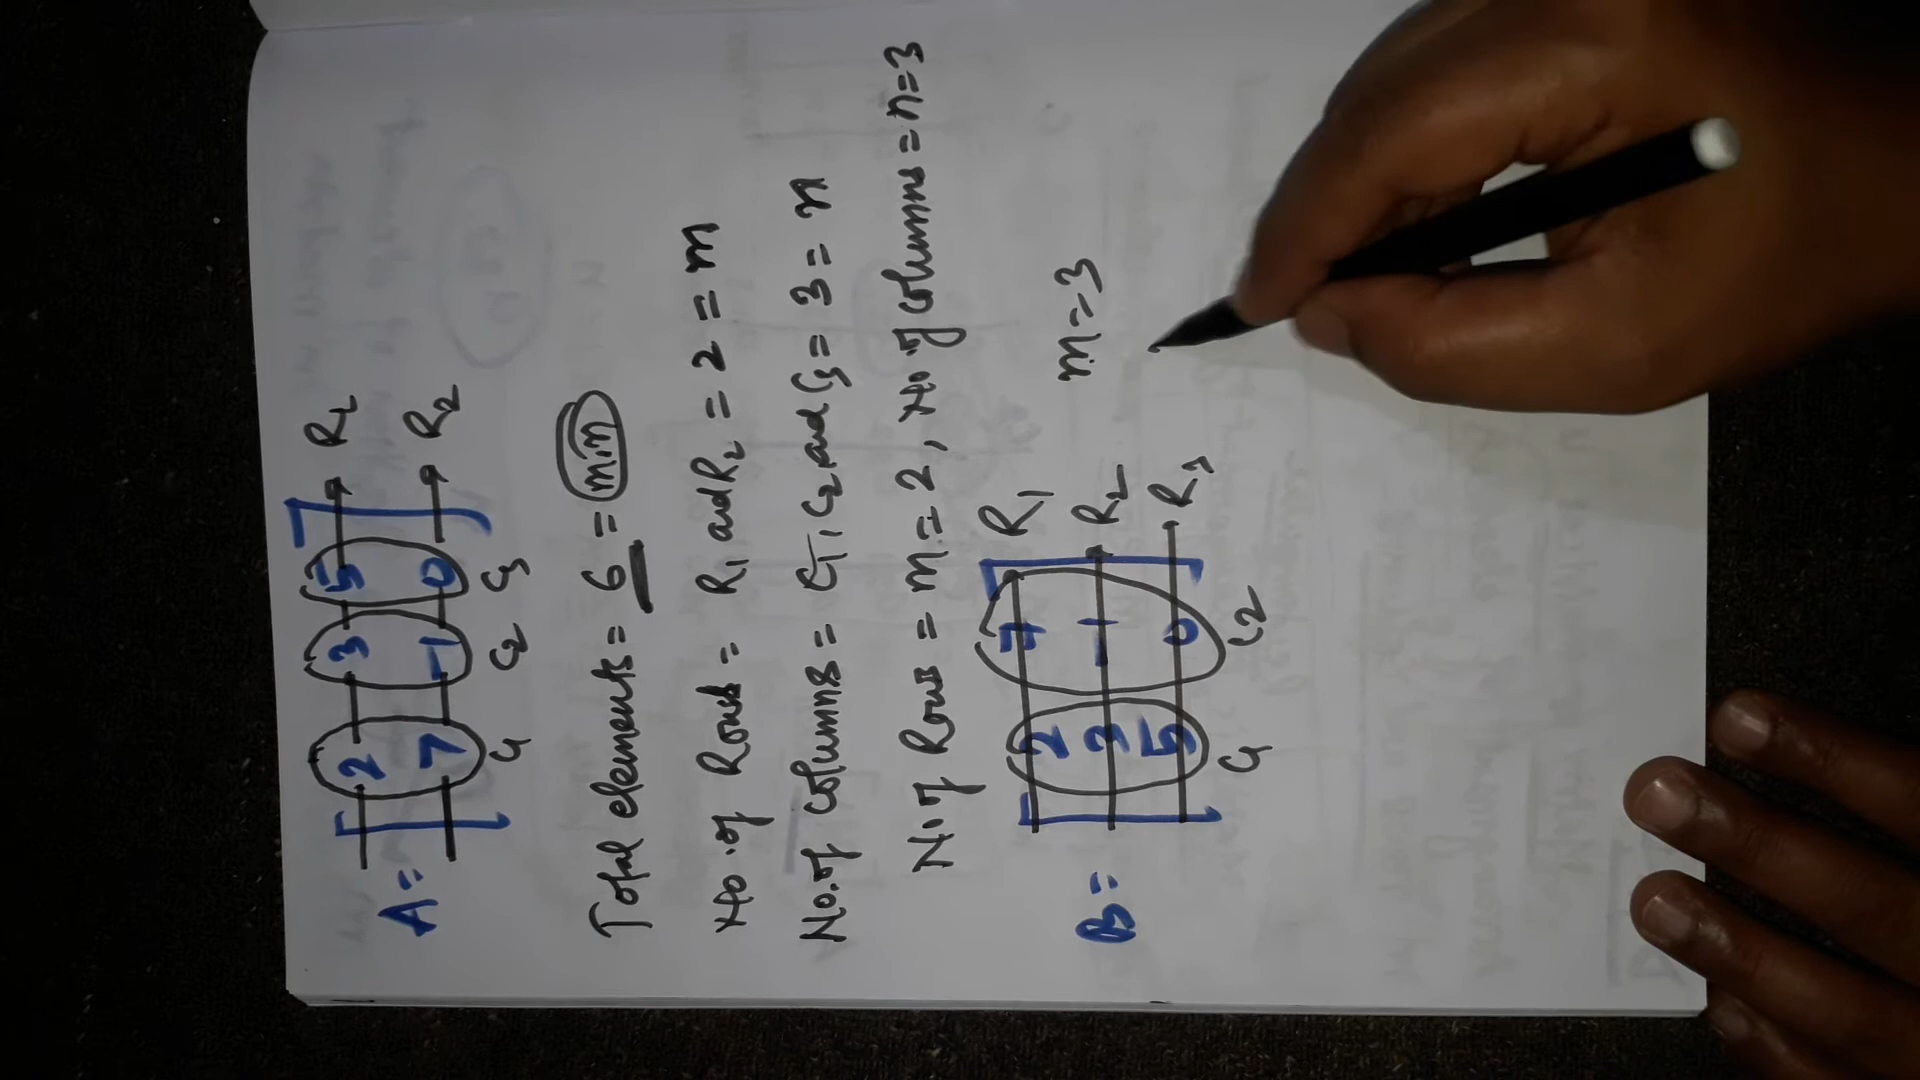 A = [ 2 3 5 ] R1
7 -1 0 R2
C1 C2 C3
Total elements = 6 = m.n
No. of Rows = R1 and R2 = 2 = m
No. of columns = C1, C2, and C3 = 3 = n
No of Rows = m = 2, No. of columns = n = 3
[ 2 7 ] R1
B = 3 -1 R2 m = 3
5 0 R3
C1 C2